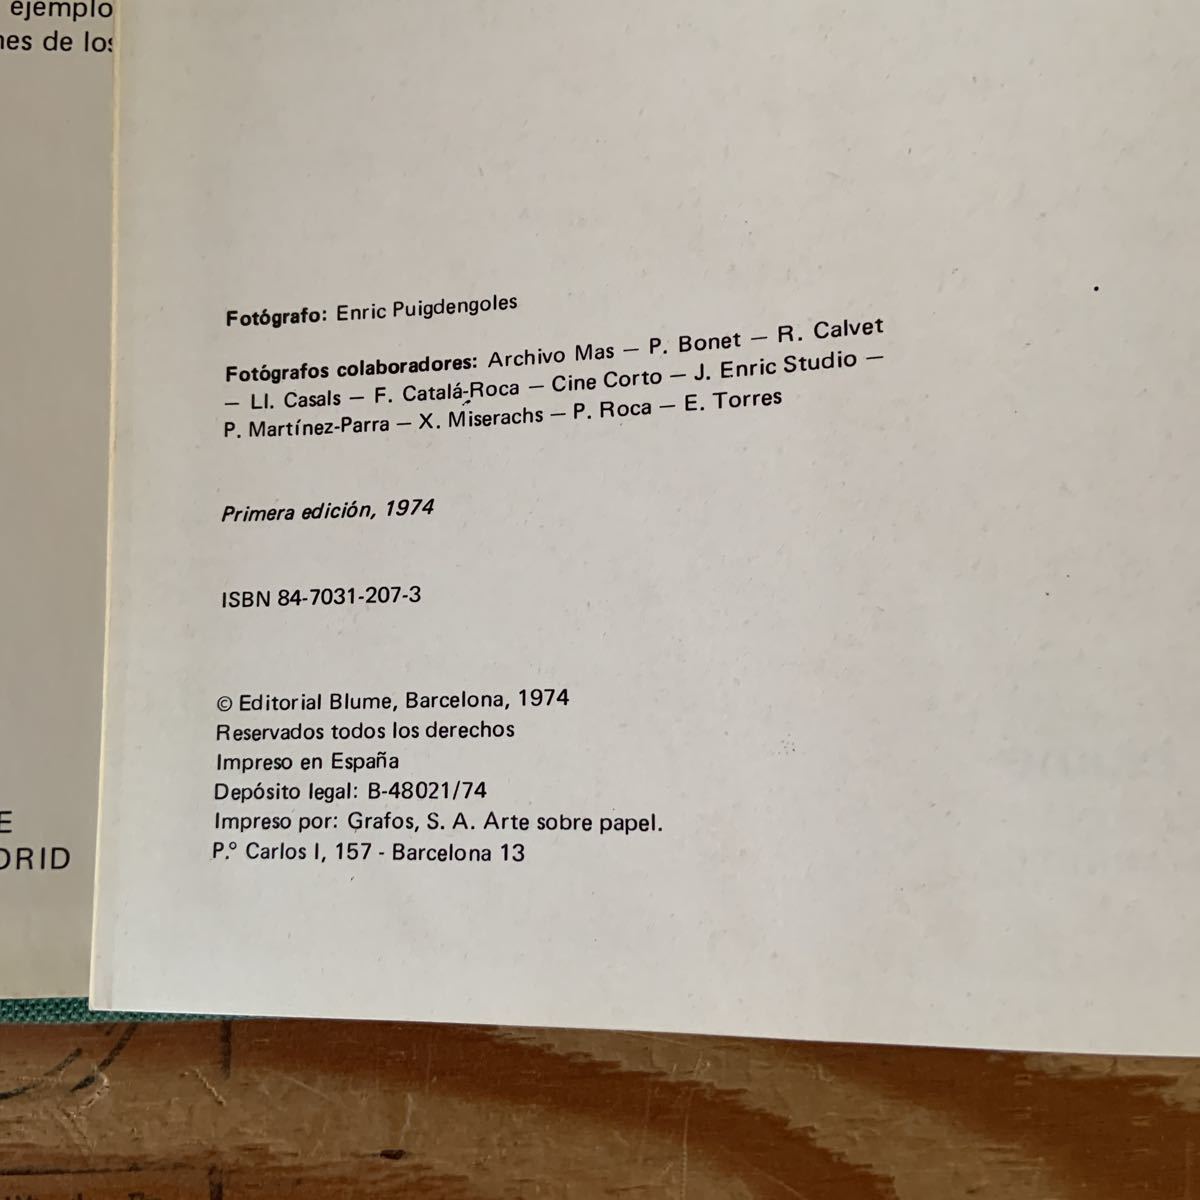 ejemplo
de
Fotógrafo: Enric Puigdengoles
Fotógrafos colaboradores: Archivo Mas — P. Bonet — R. Calvet
— Ll. Casals — F. Catalá-Roca — Cine Corto — J. Enric Studio —
P. Martínez-Parra — X. Miserachs — P. Roca — E. Torres
Primera edición, 1974
ISBN 84-7031-207-3
© Editorial Blume, Barcelona, 1974
Reservados todos los derechos
Impreso en España
Depósito legal: B-48021/74
Impreso por: Grafos, S. A. Arte sobre papel.
P.º Carlos I, 157 - Barcelona 13